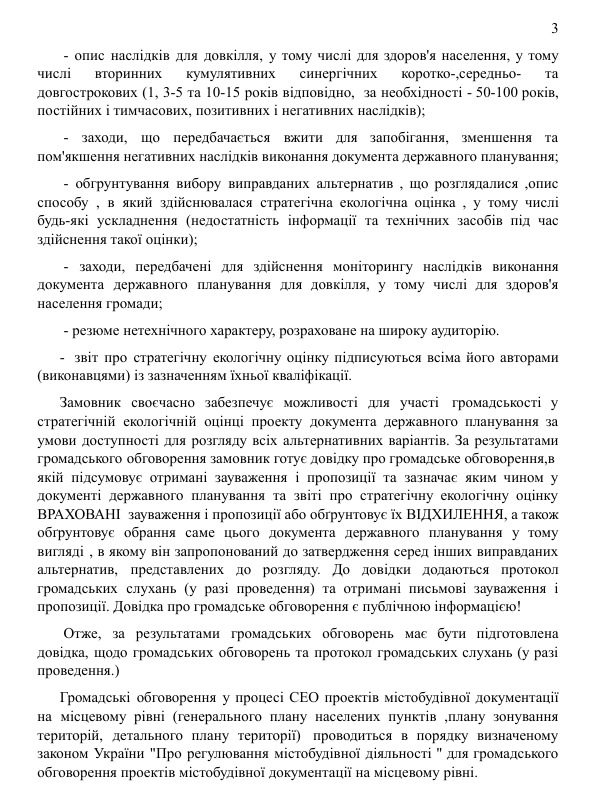 3
- опис наслідків для довкілля, у тому числі для здоров'я населення, у тому
числі вторинних кумулятивних синергічних коротко-,середньо- та
довгострокових (1, 3-5 та 10-15 років відповідно, за необхідності - 50-100 років,
постійних і тимчасових, позитивних і негативних наслідків);
- заходи, що передбачається вжити для запобігання, зменшення та
пом'якшення негативних наслідків виконання документа державного планування;
- обгрунтування вибору виправданих альтернатив , що розглядалися ,опис
способу , в який здійснювалася стратегічна екологічна оцінка , у тому числі
будь-які ускладнення (недостатність інформації та технічних засобів під час
здійснення такої оцінки);
- заходи, передбачені для здійснення моніторингу наслідків виконання
документа державного планування для довкілля, у тому числі для здоров'я
населення громади;
- резюме нетехнічного характеру, розраховане на широку аудиторію.
- звіт про стратегічну екологічну оцінку підписуються всіма його авторами
(виконавцями) із зазначенням їхньої кваліфікації.
Замовник своєчасно забезпечує можливості для участі громадськості у
стратегічній екологічній оцінці проекту документа державного планування за
умови доступності для розгляду всіх альтернативних варіантів. За результатами
громадського обговорення замовник готує довідку про громадське обговорення,в
якій підсумовує отримані зауваження і пропозиції та зазначає яким чином у
документі державного планування та звіті про стратегічну екологічну оцінку
ВРАХОВАНІ зауваження і пропозиції або обґрунтовує їх ВІДХИЛЕННЯ, а також
обґрунтовує обрання саме цього документа державного планування у тому
вигляді , в якому він запропонований до затвердження серед інших виправданих
альтернатив, представлених до розгляду. До довідки додаються протокол
громадських слухань (у разі проведення) та отримані письмові зауваження і
пропозиції. Довідка про громадське обговорення є публічною інформацією!
Отже, за результатами громадських обговорень має бути підготовлена
довідка, щодо громадських обговорень та протокол громадських слухань (у разі
проведення.)
Громадські обговорення у процесі СЕО проектів містобудівної документації
на місцевому рівні (генерального плану населених пунктів ,плану зонування
територій, детального плану території) проводиться в порядку визначеному
законом України "Про регулювання містобудівної діяльності " для громадського
обговорення проектів містобудівної документації на місцевому рівні.